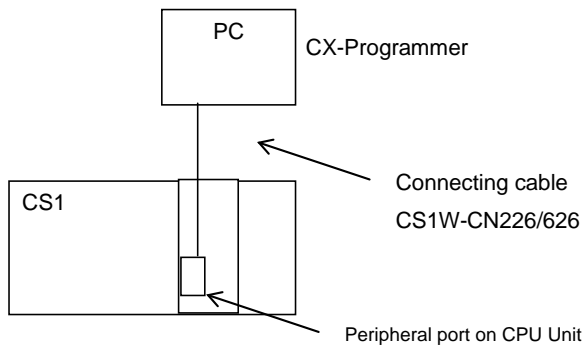 PC
CX-Programmer
Connecting cable
CS1W-CN226/626
CS1
Peripheral port on CPU Unit